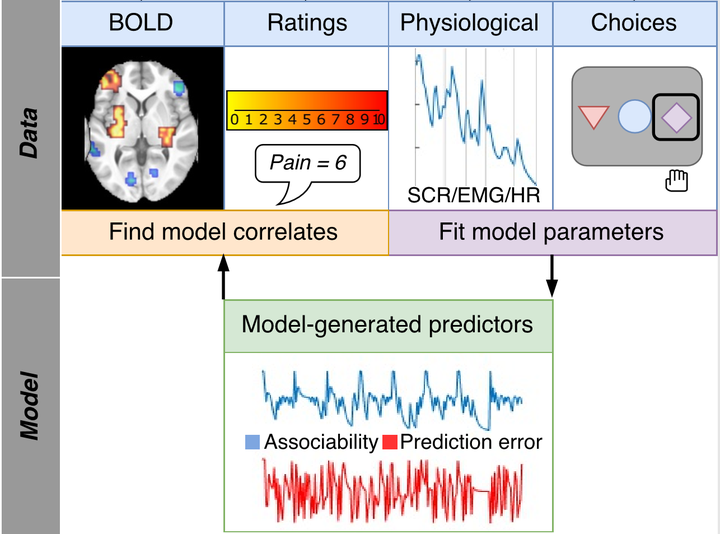 BOLD
Ratings
Physiological
Choices
Data
0 1 2 3 4 5 6 7 8 9 10
Pain = 6
SCR/EMG/HR
Find model correlates
Fit model parameters
Model
Model-generated predictors
Associability
Prediction error